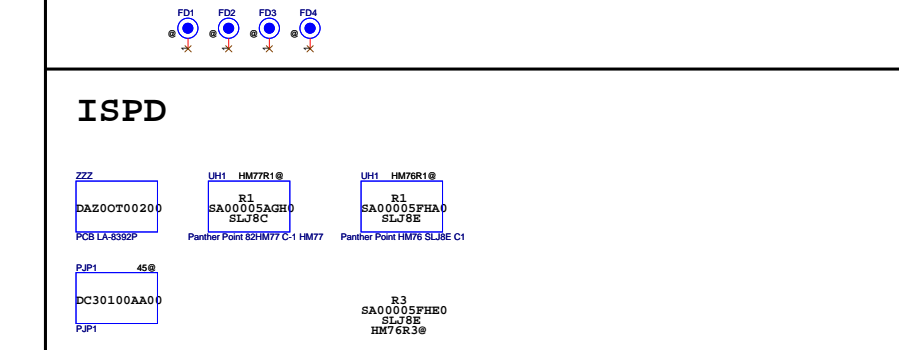 FD1 FD2 FD3 FD4
@ @ @ @
ISPD
ZZZ UH1 HM77R1@ UH1 HM76R1@
DAZ0OT00200
R1
SA00005AGH0
SLJ8C
R1
SA00005FHA0
SLJ8E
PCB LA-8392P Panther Point 82HM77 C-1 HM77 Panther Point HM76 SLJ8E C1
PJP1 45@
DC30100AA00
PJP1
R3
SA00005FHE0
SLJ8E
HM76R3@